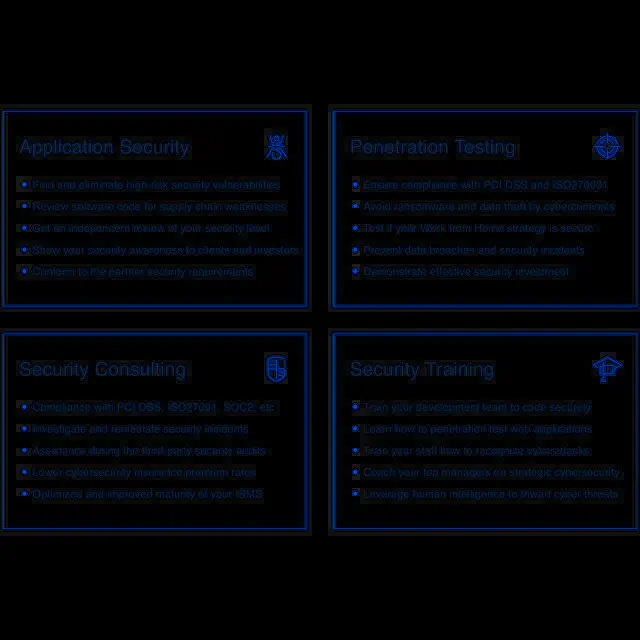 Application Security
Find and eliminate high-risk security vulnerabilities
Review software code for supply chain weaknesses
Get an independent review of your security level
Show your security awareness to clients and investors
Conform to the partner security requirements
Penetration Testing
Ensure compliance with PCI DSS and ISO27001
Avoid ransomware and data theft by cybercriminals
Test if your Work from Home strategy is secure
Prevent data breaches and costly
Demonstrate effective security investment
Security Consulting
Compliance with PCI DSS, ISO27001, SOC2, etc.
Investigate and remediate security incidents
Assistance during the third-party security audits
Lower cybersecurity insurance
Optimized and improved maturity of your ISMS
Security Training
Train your development team to code securely
Learn how to penetration test web applications
Train your staff how to recognize cyberattacks
Coach your top managers on strategic cybersecurity
Leverage human intelligence to thwart cyber threats